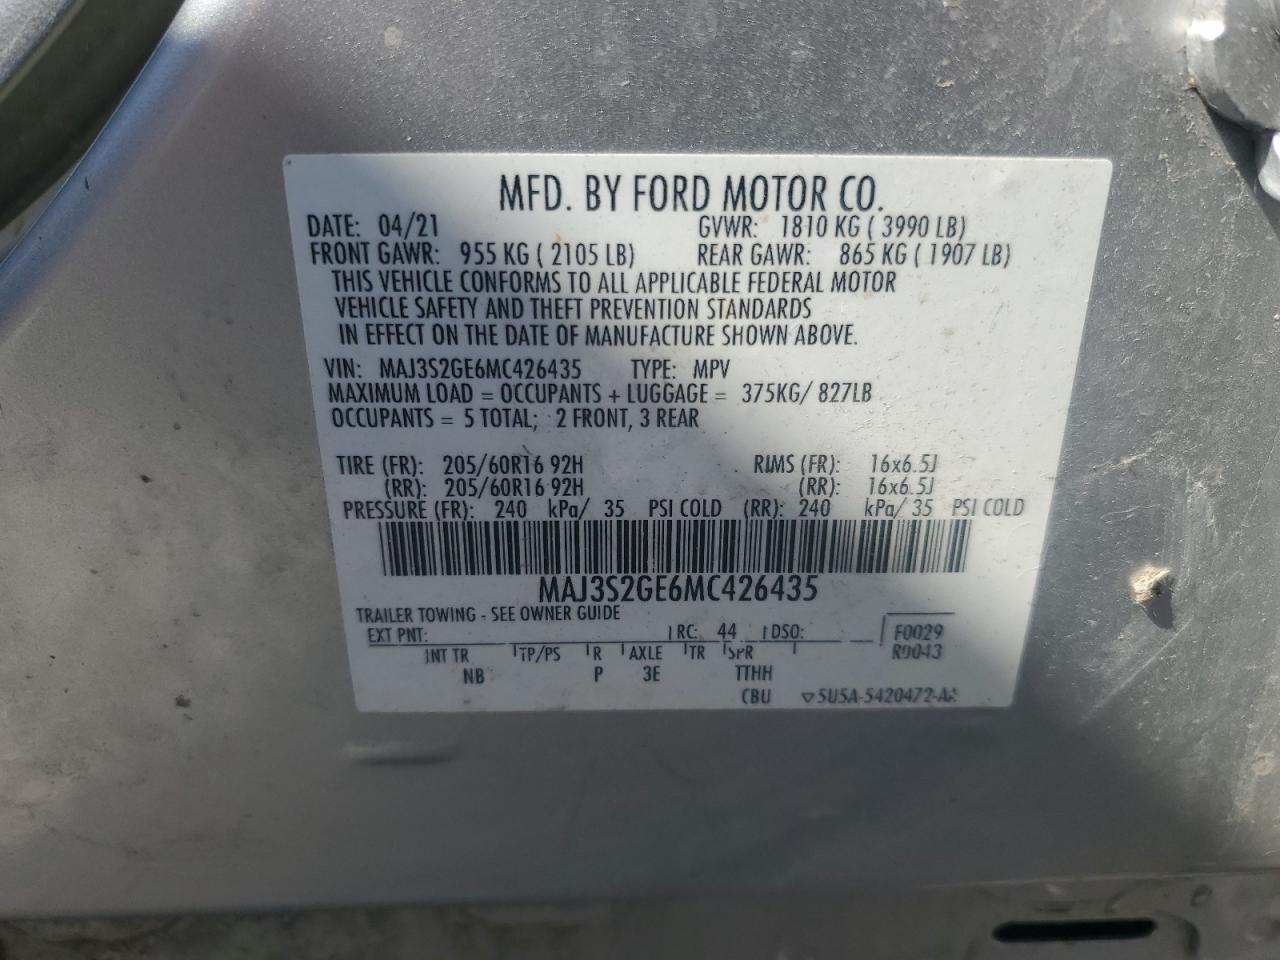 MFD. BY FORD MOTOR CO.
DATE: 04/21 GVWR: 1810 KG ( 3990 LB)
FRONT GAWR: 955 KG ( 2105 LB) REAR GAWR: 865 KG ( 1907 LB)
THIS VEHICLE CONFORMS TO ALL APPLICABLE FEDERAL MOTOR
VEHICLE SAFETY AND THEFT PREVENTION STANDARDS
IN EFFECT ON THE DATE OF MANUFACTURE SHOWN ABOVE.
VIN: MAJ3S2GE6MC426435 TYPE: MPV
MAXIMUM LOAD = OCCUPANTS + LUGGAGE = 375KG/ 827LB
OCCUPANTS = 5 TOTAL; 2 FRONT, 3 REAR
TIRE (FR): 205/60R16 92H RIMS (FR): 16x6.5J
(RR): 205/60R16 92H (RR): 16x6.5J
PRESSURE (FR): 240 kPa/ 35 PSI COLD (RR): 240 kPa/ 35 PSI COLD
MAJ3S2GE6MC426435
TRAILER TOWING - SEE OWNER GUIDE
EXT PNT: RC: 44 DSO: F0029
INT TR TP/PS R AXLE TR SPR R0043
NB P 3E TTHH
CBU